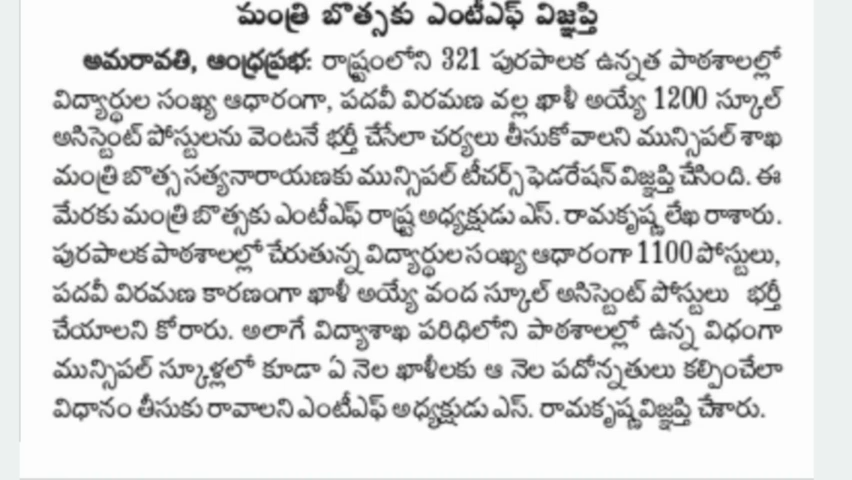 మంత్రి బొత్సకు ఎంటీఎఫ్ విజ్ఞప్తి
అమరావతి, ఆంధ్రప్రభ: రాష్ట్రంలోని 321 పురపాలక ఉన్నత పాఠశాలల్లో
విద్యార్థుల సంఖ్య ఆధారంగా, పదవీ విరమణ వల్ల ఖాళీ అయ్యే 1200 స్కూల్
అసిస్టెంట్ పోస్టులను వెంటనే భర్తీ చేసేలా చర్యలు తీసుకోవాలని మున్సిపల్ శాఖ
మంత్రి బొత్స సత్యనారాయణకు మున్సిపల్ టీచర్స్ ఫెడరేషన్ విజ్ఞప్తి చేసింది. ఈ
మేరకు మంత్రి బొత్సకు ఎంటీఎఫ్ రాష్ట్ర అధ్యక్షుడు ఎస్. రామకృష్ణ లేఖ రాశారు.
పురపాలక పాఠశాలల్లో చేరుతున్న విద్యార్థుల సంఖ్య ఆధారంగా 1100 పోస్టులు,
పదవీ విరమణ కారణంగా ఖాళీ అయ్యే వంద స్కూల్ అసిస్టెంట్ పోస్టులు భర్తీ
చేయాలని కోరారు. అలాగే విద్యాశాఖ పరిధిలోని పాఠశాలల్లో ఉన్న విధంగా
మున్సిపల్ స్కూళ్లలో కూడా ఏ నెల ఖాళీలకు ఆ నెల పదోన్నతులు కల్పించేలా
విధానం తీసుకు రావాలని ఎంటీఎఫ్ అధ్యక్షుడు ఎస్. రామకృష్ణ విజ్ఞప్తి చేశారు.